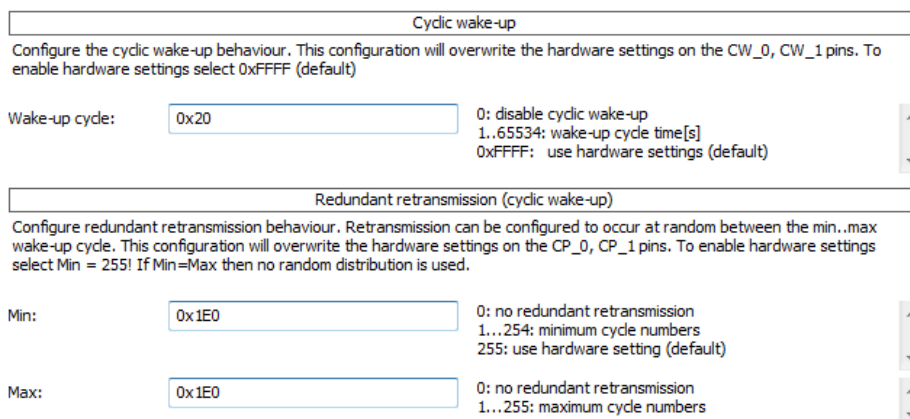 Cyclic wake-up
Configure the cyclic wake-up behaviour. This configuration will overwrite the hardware settings on the CW_0, CW_1 pins. To
enable hardware settings select 0xFFFF (default)
Wake-up cycle: 0x20 0: disable cyclic wake-up
1..65534: wake-up cycle time[s]
0xFFFF: use hardware settings (default)
Redundant retransmission (cyclic wake-up)
Configure redundant retransmission behaviour. Retransmission can be configured to occur at random between the min..max
wake-up cycle. This configuration will overwrite the hardware settings on the CP_0, CP_1 pins. To enable hardware settings
select Min = 255! If Min=Max then no random distribution is used.
Min: 0x1E0 0: no redundant retransmission
1...254: minimum cycle numbers
255: use hardware setting (default)
Max: 0x1E0 0: no redundant retransmission
1...255: maximum cycle numbers